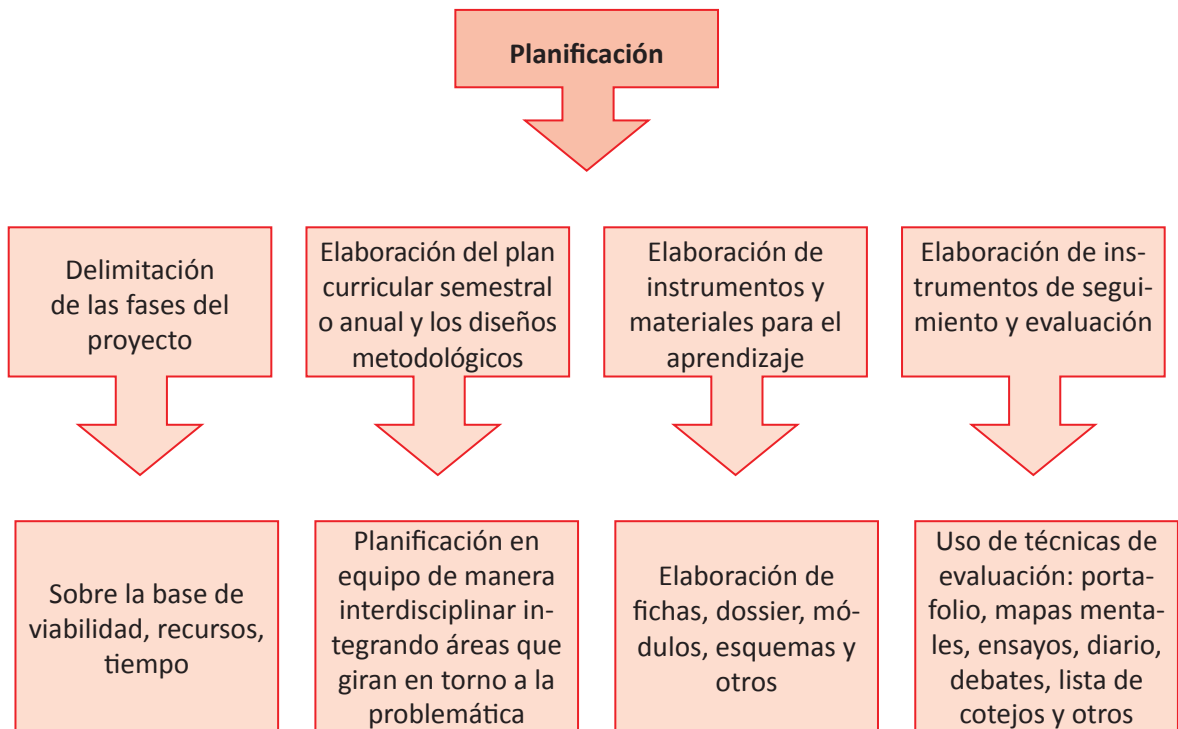 Planificación
Delimitación
de las fases del
proyecto
Elaboración del plan
curricular semestral
o anual y los diseños
metodológicos
Elaboración de
instrumentos y
materiales para el
aprendizaje
Elaboración de ins-
trumentos de segui-
miento y evaluación
Sobre la base de
viabilidad, recursos,
tiempo
Planificación en
equipo de manera
interdisciplinar in-
tegrando áreas que
giran en torno a la
problemática
Elaboración de
fichas, dossier, mó-
dulos, esquemas y
otros
Uso de técnicas de
evaluación: porta-
folio, mapas menta-
les, ensayos, diario,
debates, lista de
cotejos y otros